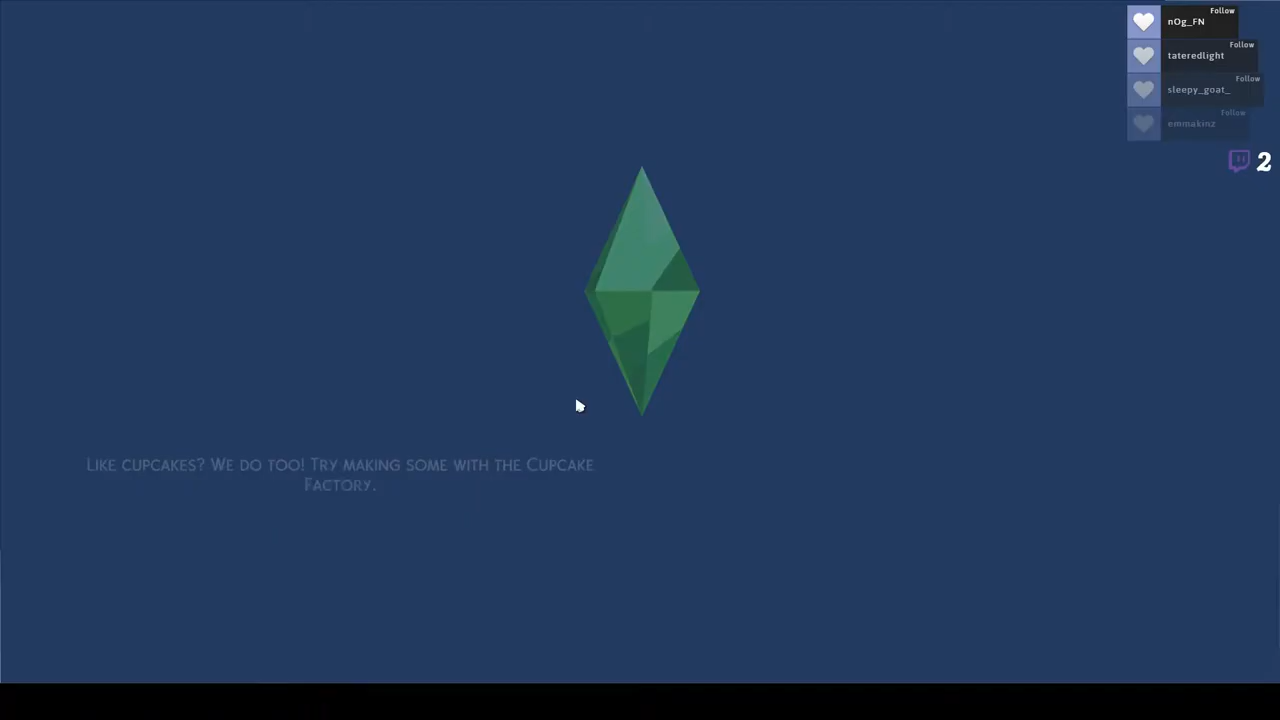 Follow
nOg_FN
Follow
tateredlight
Follow
sleepy_goat_
Follow
emmakinz
2
LIKE CUPCAKES? WE DO TOO! TRY MAKING SOME WITH THE CUPCAKE
FACTORY.